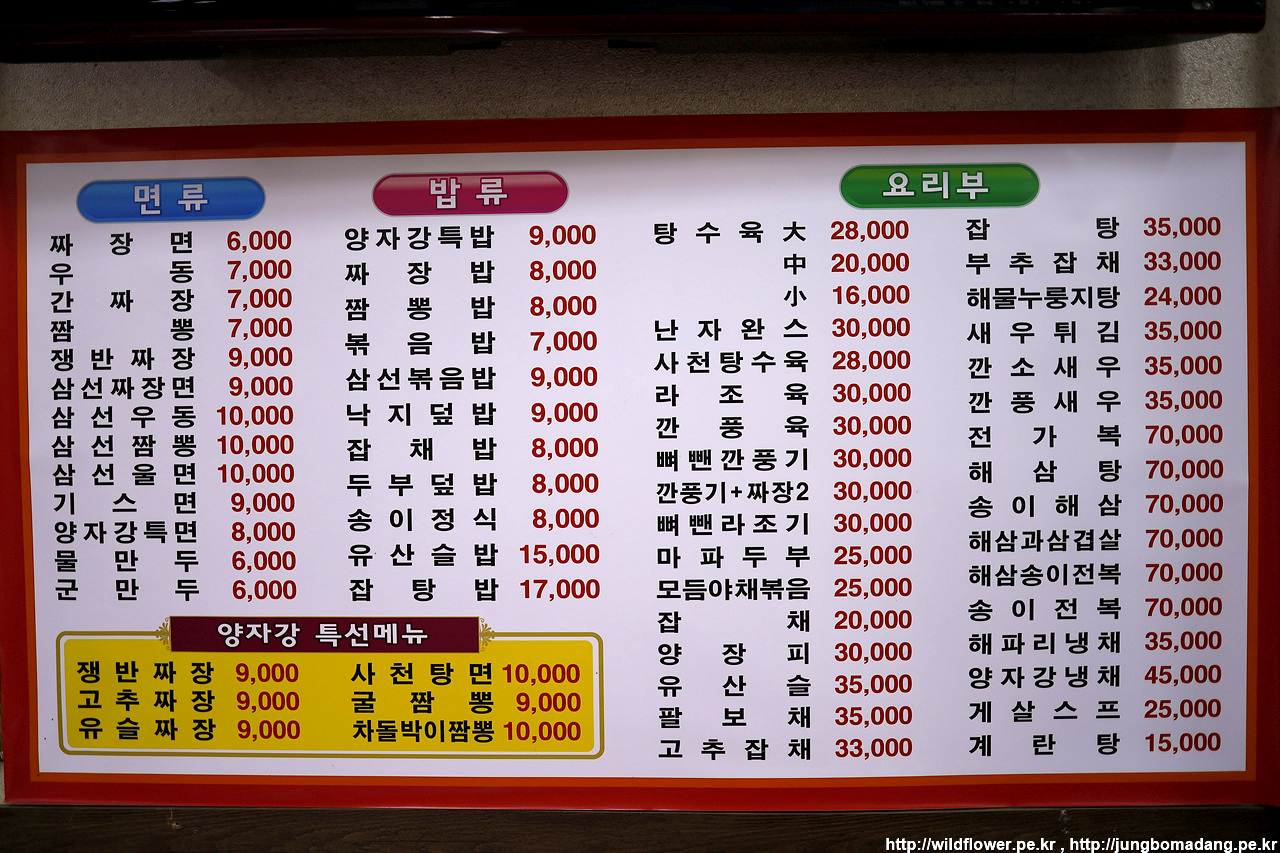 면류
짜장면 6,000
우동 7,000
간짜장 7,000
짬뽕 7,000
쟁반짜장 9,000
삼선짜장면 9,000
삼선우동 10,000
삼선짬뽕 10,000
삼선울면 10,000
기스면 9,000
양자강특면 8,000
물만두 6,000
군만두 6,000
밥류
양자강특밥 9,000
짜장밥 8,000
짬뽕밥 8,000
볶음밥 7,000
삼선볶음밥 9,000
낙지덮밥 9,000
잡채밥 8,000
두부덮밥 8,000
송이정식 8,000
유산슬밥 15,000
잡탕밥 17,000
양자강 특선메뉴
쟁반짜장 9,000
고추짜장 9,000
유슬짜장 9,000
사천탕면 10,000
굴짬뽕 9,000
차돌박이짬뽕 10,000
요리부
탕수육 大 28,000
中 20,000
小 16,000
난자완스 30,000
사천탕수육 28,000
라조육 30,000
깐풍육 30,000
뼈뺀깐풍기 30,000
깐풍기+짜장2 30,000
뼈뺀라조기 30,000
마파두부 25,000
모듬야채볶음 25,000
잡채 20,000
양장피 30,000
유산슬 35,000
팔보채 35,000
고추잡채 33,000
잡탕 35,000
부추잡채 33,000
해물누룽지탕 24,000
새우튀김 35,000
깐소새우 35,000
깐풍새우 35,000
전가복 70,000
해삼탕 70,000
송이해삼 70,000
해삼과삼겹살 70,000
해삼송이전복 70,000
송이전복 70,000
해파리냉채 35,000
양자강냉채 45,000
게살스프 25,000
계란탕 15,000
http://wildflower.pe.kr , http://jungbomadang.pe.kr